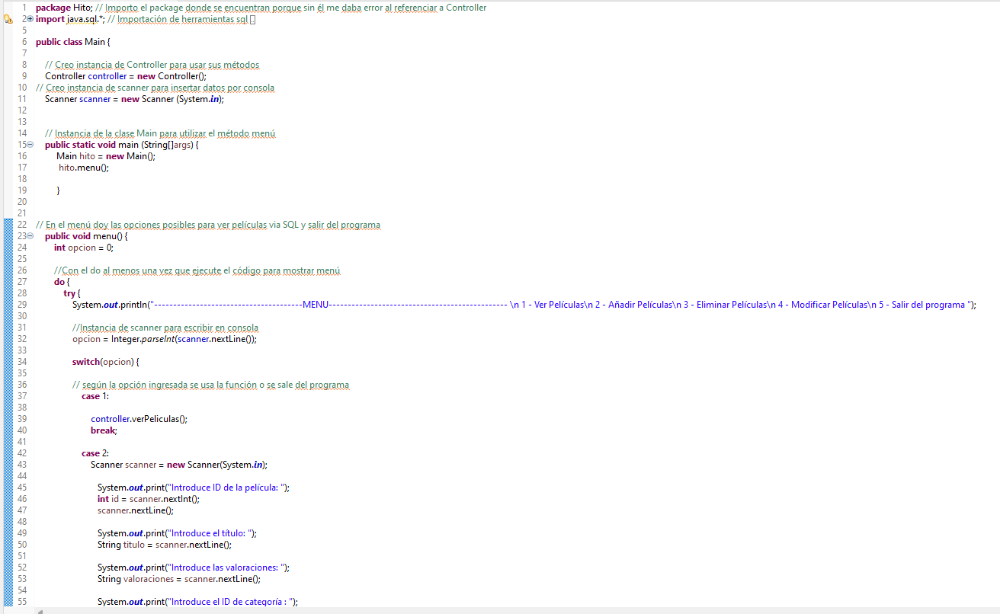 1 package Hito; // Importo el package donde se encuentran porque sin él me daba error al referenciar a Controller
2 import java.sql.*; // Importación de herramientas sql
5
6 public class Main {
7
8 // Creo instancia de Controller para usar sus métodos
9 Controller controller = new Controller();
10 // Creo instancia de scanner para insertar datos por consola
11 Scanner scanner = new Scanner (System.in);
12
13
14 // Instancia de la clase Main para utilizar el método menú
15 public static void main (String[]args) {
16 Main hito = new Main();
17 hito.menu();
18
19 }
20
21
22 // En el menú doy las opciones posibles para ver películas via SQL y salir del programa
23 public void menu() {
24 int opcion = 0;
25
26 //Con el do al menos una vez que ejecute el código para mostrar menú
27 do {
28 try {
29 System.out.println("---------------------------------------MENU----------------------------------------------- \n 1 - Ver Películas\n 2 - Añadir Películas\n 3 - Eliminar Películas\n 4 - Modificar Películas\n 5 - Salir del programa ");
30
31 //Instancia de scanner para escribir en consola
32 opcion = Integer.parseInt(scanner.nextLine());
33
34 switch(opcion) {
35
36 // según la opción ingresada se usa la función o se sale del programa
37 case 1:
38
39 controller.verPeliculas();
40 break;
41
42 case 2:
43 Scanner scanner = new Scanner(System.in);
44
45 System.out.print("Introduce ID de la película: ");
46 int id = scanner.nextInt();
47 scanner.nextLine();
48
49 System.out.print("Introduce el título: ");
50 String titulo = scanner.nextLine();
51
52 System.out.print("Introduce las valoraciones: ");
53 String valoraciones = scanner.nextLine();
54
55 System.out.print("Introduce el ID de categoría : ");